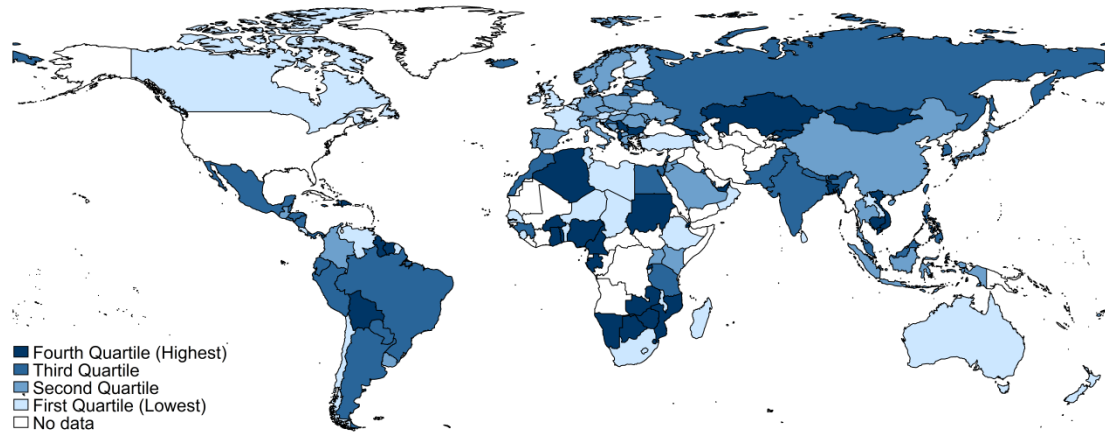 Fourth Quartile (Highest)
Third Quartile
Second Quartile
First Quartile (Lowest)
No data